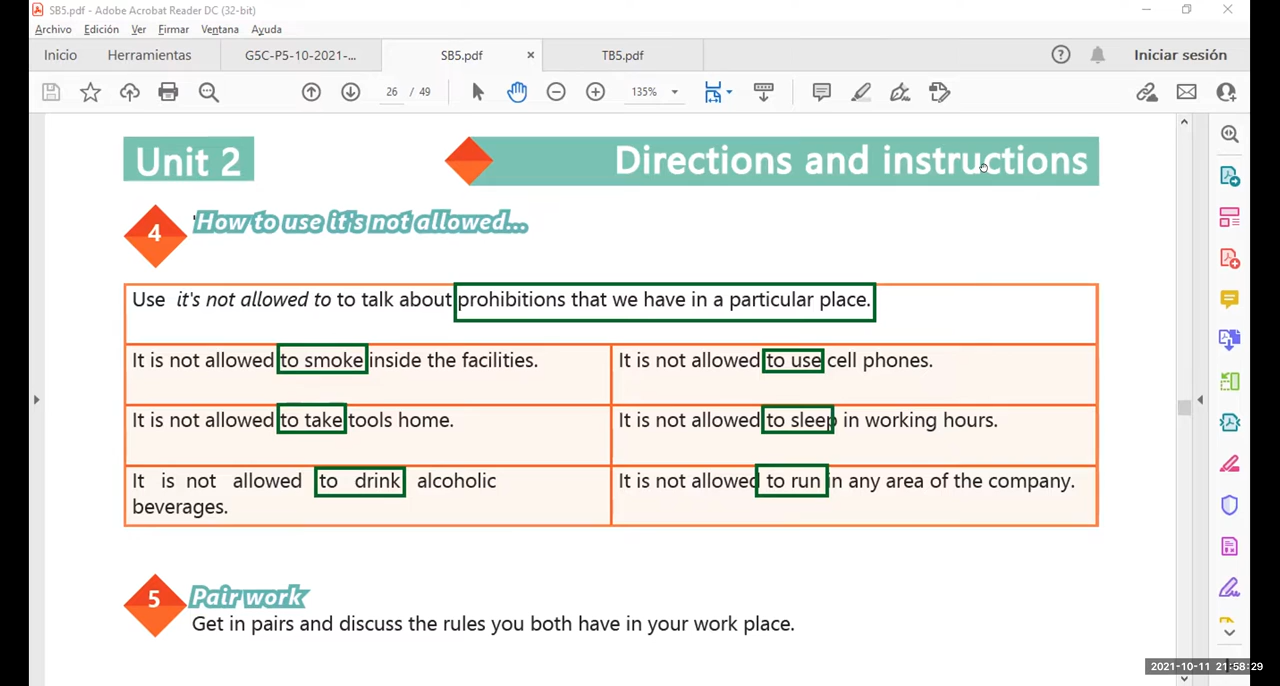 SB5.pdf - Adobe Acrobat Reader DC (32-bit)
Archivo Edición Ver Firmar Ventana Ayuda
Inicio Herramientas G5C-P5-10-2021-... SB5.pdf × TB5.pdf Iniciar sesión
26 / 49 135%
Unit 2 Directions and instructions
4 'How to use it's not allowed...
Use it's not allowed to to talk about prohibitions that we have in a particular place.
It is not allowed to smoke inside the facilities. It is not allowed to use cell phones.
It is not allowed to take tools home. It is not allowed to sleep in working hours.
It is not allowed to drink alcoholic
beverages.
It is not allowed to run in any area of the company.
5 Pair work
Get in pairs and discuss the rules you both have in your work place.
2021-10-11 21:58:29